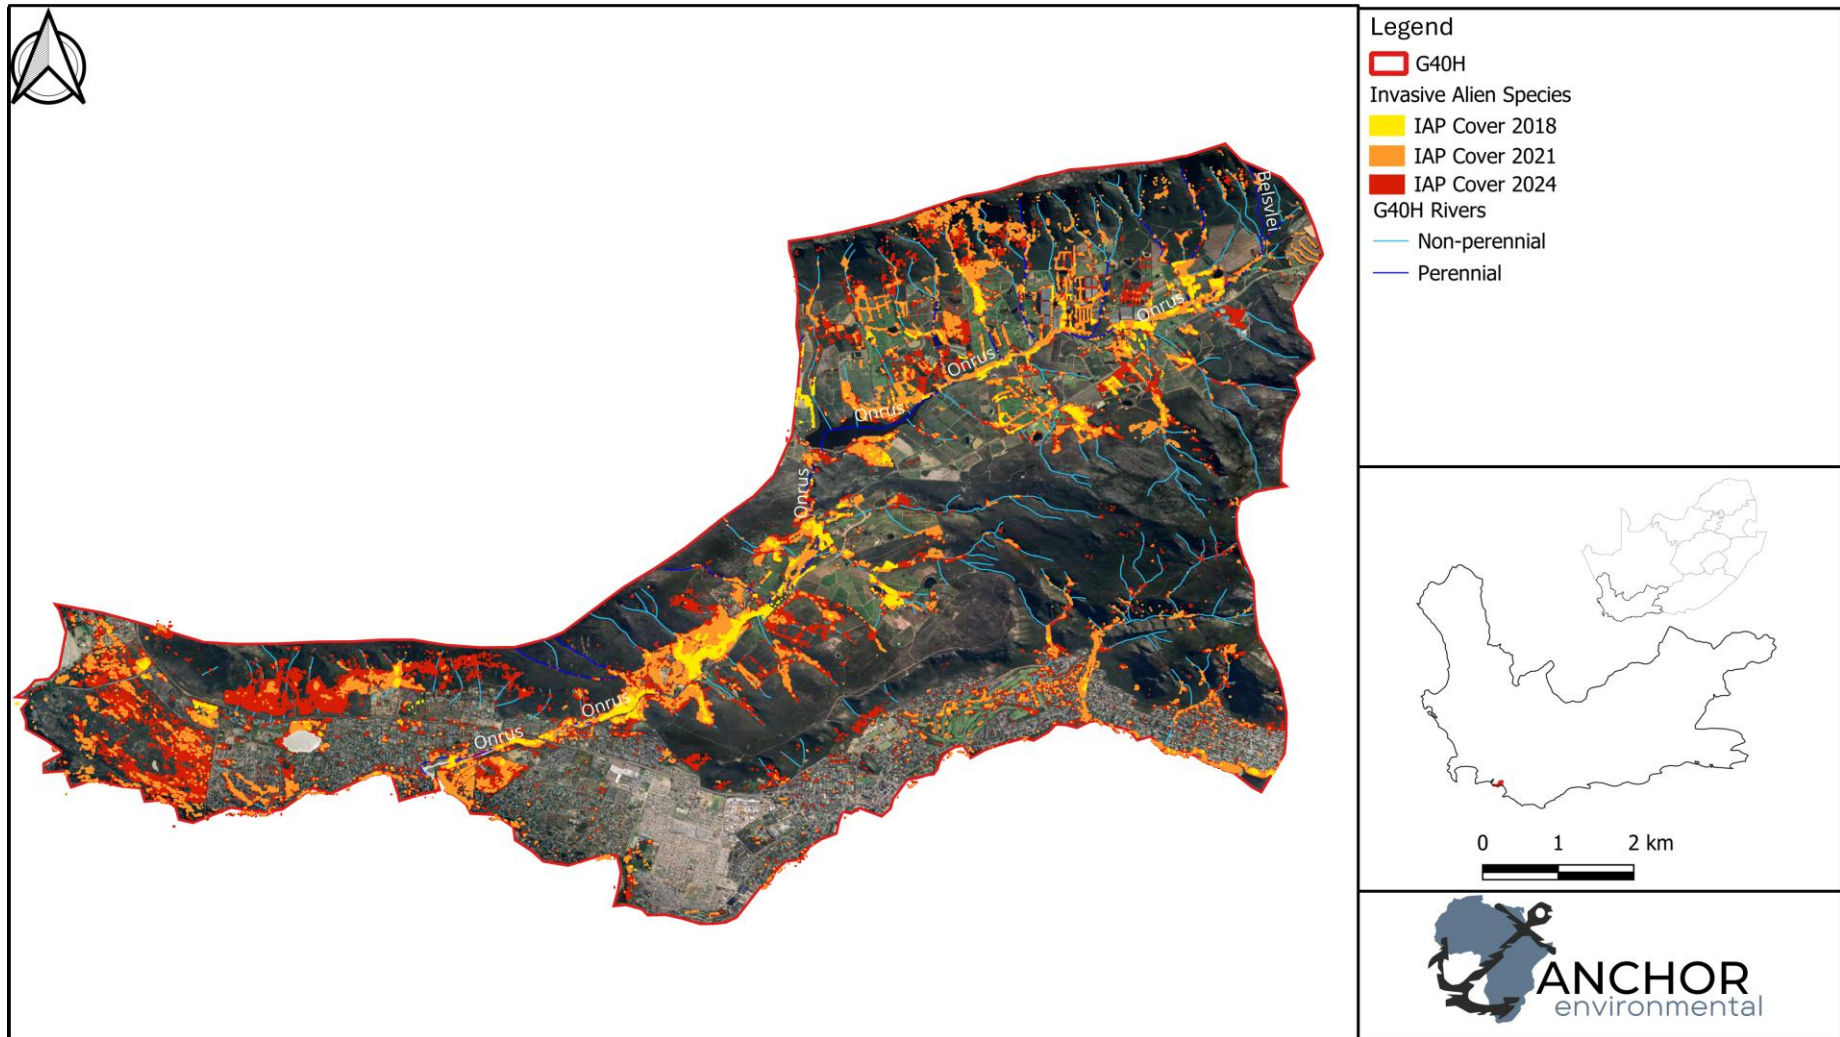 Legend
G40H
Invasive Alien Species
IAP Cover 2018
IAP Cover 2021
IAP Cover 2024
G40H Rivers
Non-perennial
Perennial
Belsvlei
Onrus
Onrus
Onrus
Onrus
Onrus
Onrus
0 1 2 km
ANCHOR
environmental